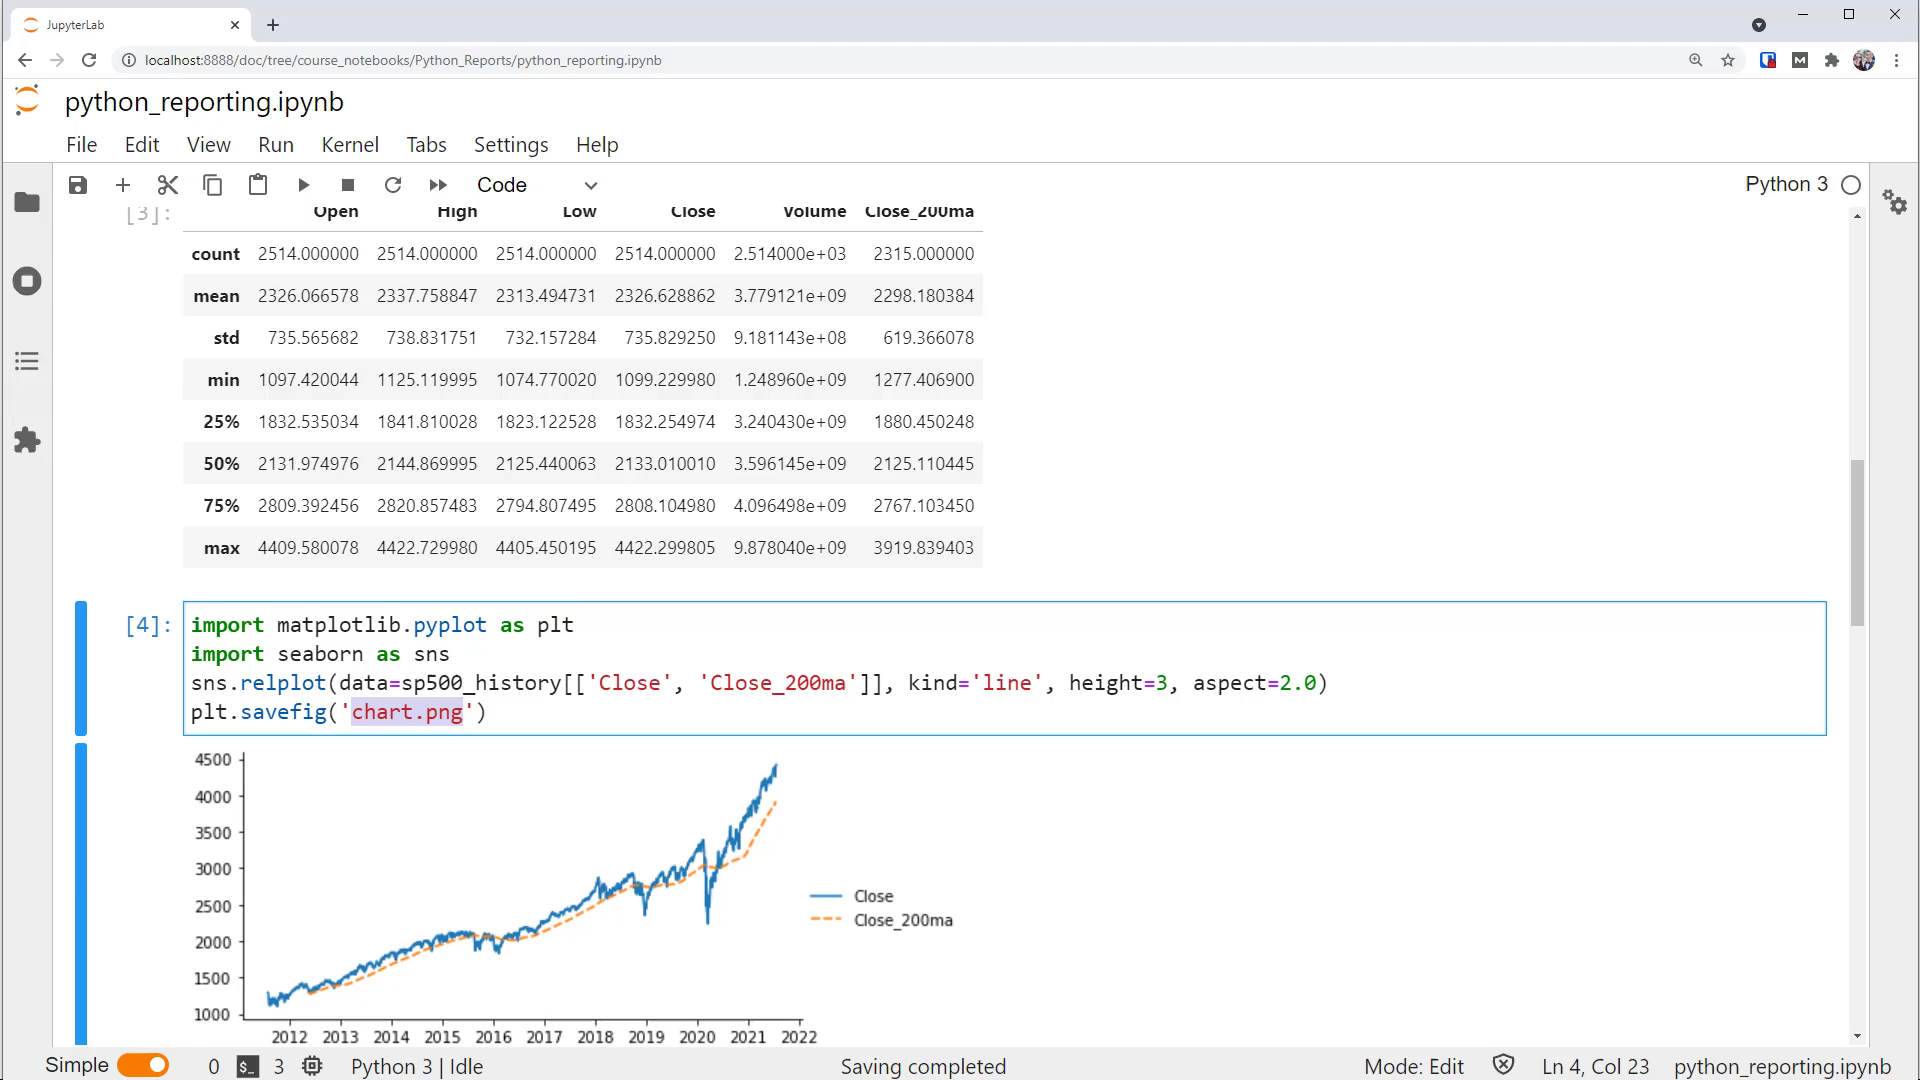 JupyterLab
localhost:8888/doc/tree/course_notebooks/Python_Reports/python_reporting.ipynb
python_reporting.ipynb
File Edit View Run Kernel Tabs Settings Help
Code Python 3
[3]: Open High Low Close Volume Close_200ma
count 2514.000000 2514.000000 2514.000000 2514.000000 2.514000e+03 2315.000000
mean 2326.066578 2337.758847 2313.494731 2326.628862 3.779121e+09 2298.180384
std 735.565682 738.831751 732.157284 735.829250 9.181143e+08 619.366078
min 1097.420044 1125.119995 1074.770020 1099.229980 1.248960e+09 1277.406900
25% 1832.535034 1841.810028 1823.122528 1832.254974 3.240430e+09 1880.450248
50% 2131.974976 2144.869995 2125.440063 2133.010010 3.596145e+09 2125.110445
75% 2809.392456 2820.857483 2794.807495 2808.104980 4.096498e+09 2767.103450
max 4409.580078 4422.729980 4405.450195 4422.299805 9.878040e+09 3919.839403
[4]: import matplotlib.pyplot as plt
import seaborn as sns
sns.relplot(data=sp500_history[['Close', 'Close_200ma']], kind='line', height=3, aspect=2.0)
plt.savefig('chart.png')
4500
4000
3500
3000
2500
2000
1500
1000
Close
Close_200ma
2012 2013 2014 2015 2016 2017 2018 2019 2020 2021 2022
Simple 0 $_ 3 Python 3 | Idle Saving completed Mode: Edit Ln 4, Col 23 python_reporting.ipynb